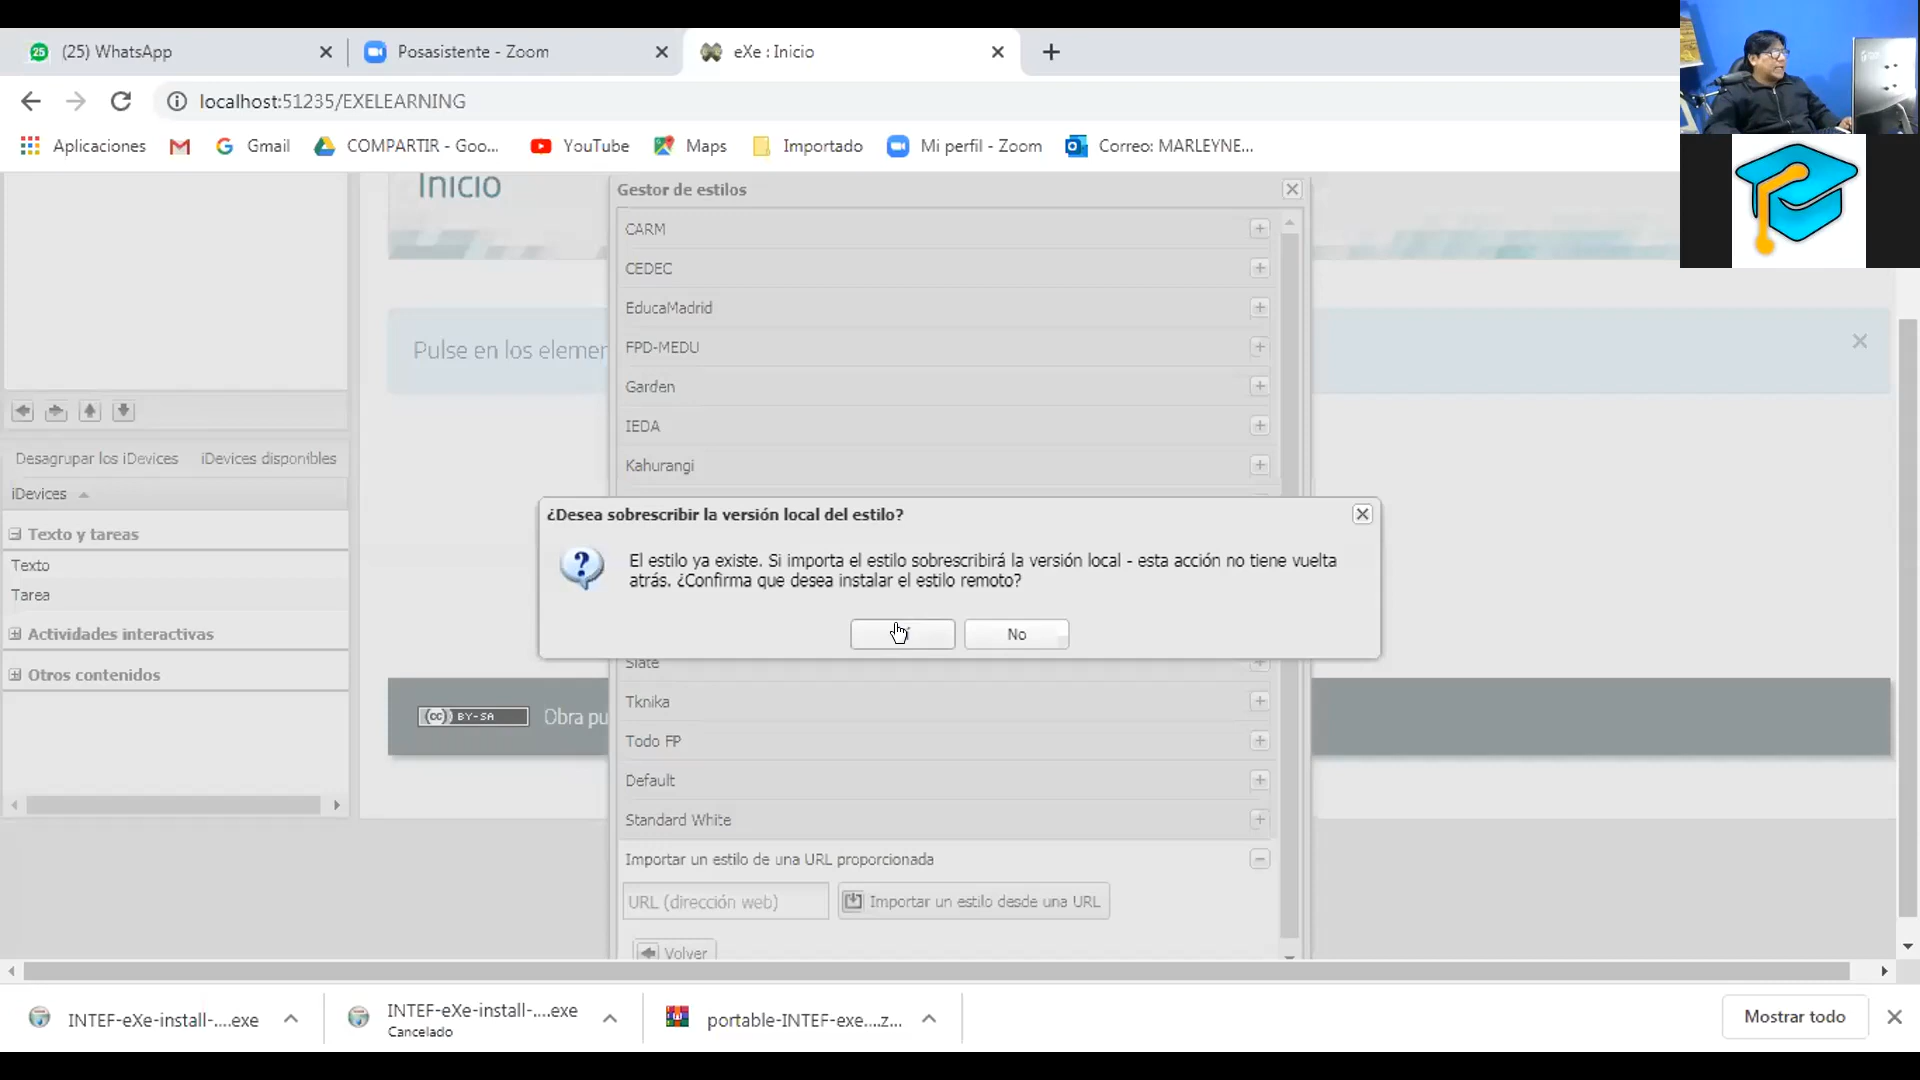 (25) WhatsApp
Posasistente - Zoom
eXe : Inicio
localhost:51235/EXELEARNING
Aplicaciones
Gmail
COMPARTIR - Goo...
YouTube
Maps
Importado
Mi perfil - Zoom
Correo: MARLEYNE...
Inicio
Gestor de estilos
CARM
CEDEC
EducaMadrid
Pulse en los elemen
FPD-MEDU
Garden
IEDA
Kahurangi
Desagrupar los iDevices
iDevices disponibles
iDevices
Texto y tareas
Texto
Tarea
Actividades interactivas
Otros contenidos
¿Desea sobrescribir la versión local del estilo?
El estilo ya existe. Si importa el estilo sobrescribirá la versión local - esta acción no tiene vuelta
atrás. ¿Confirma que desea instalar el estilo remoto?
No
Slate
Tknika
CC BY-SA
Obra pu
Todo FP
Default
Standard White
Importar un estilo de una URL proporcionada
URL (dirección web)
Importar un estilo desde una URL
Volver
INTEF-eXe-install-....exe
INTEF-eXe-install-....exe
Cancelado
portable-INTEF-exe....z...
Mostrar todo